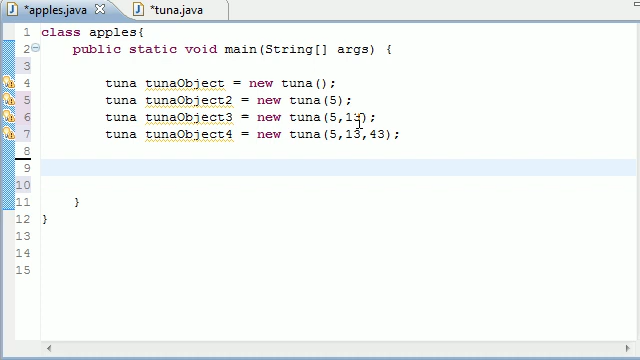 *apples.java *tuna.java
1 class apples{
2 public static void main(String[] args) {
3
4 tuna tunaObject = new tuna();
5 tuna tunaObject2 = new tuna(5);
6 tuna tunaObject3 = new tuna(5,13);
7 tuna tunaObject4 = new tuna(5,13,43);
8
9
10
11 }
12 }
13
14
15